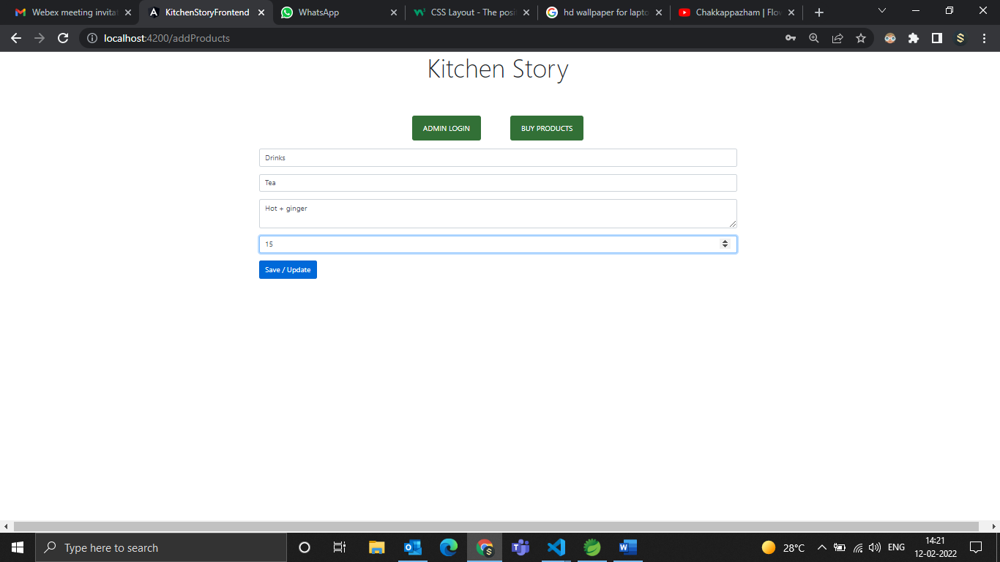 Webex meeting invitat
KitchenStoryFrontend
WhatsApp
CSS Layout - The posit
hd wallpaper for lapto
Chakkappazham | Flow
localhost:4200/addProducts
Kitchen Story
ADMIN LOGIN
BUY PRODUCTS
Drinks
Tea
Hot + ginger
15
Save / Update
Type here to search
28°C
ENG
14:21
12-02-2022